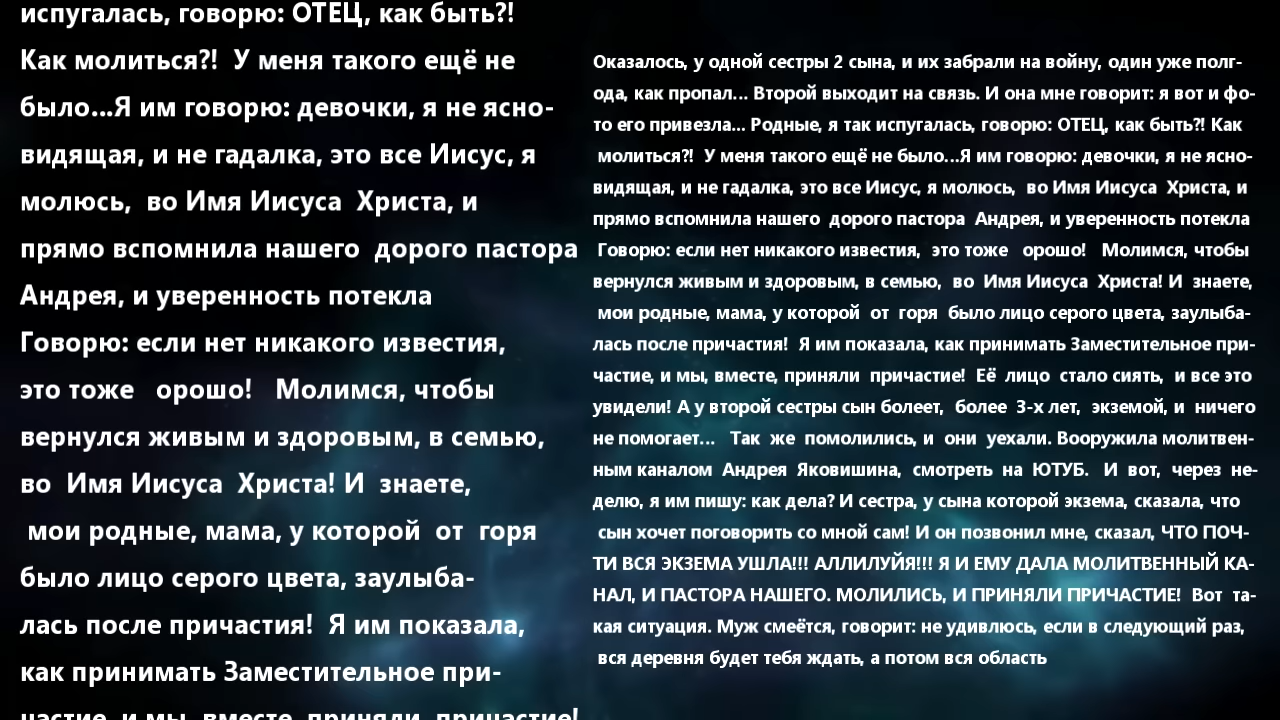 испугалась, говорю: ОТЕЦ, как быть?!
Как молиться?!  У меня такого ещё не
было...Я им говорю: девочки, я не ясно-
видящая, и не гадалка, это все Иисус, я
молюсь,  во Имя Иисуса  Христа, и
прямо вспомнила нашего  дорого пастора
Андрея, и уверенность потекла
Говорю: если нет никакого известия,
это тоже   орошо!   Молимся, чтобы
вернулся живым и здоровым, в семью,
во  Имя Иисуса  Христа! И  знаете,
мои родные, мама, у которой  от  горя
было лицо серого цвета, заулыба-
лась после причастия!  Я им показала,
как принимать Заместительное при-
частие, и мы, вместе, приняли  причастие!
Оказалось, у одной сестры 2 сына, и их забрали на войну, один уже полг-
ода, как пропал... Второй выходит на связь. И она мне говорит: я вот и фо-
то его привезла... Родные, я так испугалась, говорю: ОТЕЦ, как быть?! Как
молиться?!  У меня такого ещё не было...Я им говорю: девочки, я не ясно-
видящая, и не гадалка, это все Иисус, я молюсь,  во Имя Иисуса  Христа, и
прямо вспомнила нашего  дорого пастора  Андрея, и уверенность потекла
Говорю: если нет никакого известия,  это тоже   орошо!   Молимся, чтобы
вернулся живым и здоровым, в семью,  во  Имя Иисуса  Христа! И  знаете,
мои родные, мама, у которой  от  горя  было лицо серого цвета, заулыба-
лась после причастия!  Я им показала, как принимать Заместительное при-
частие, и мы, вместе, приняли  причастие!  Её  лицо  стало сиять,  и все это
увидели! А у второй сестры сын болеет,  более  3-х лет,  экземой, и  ничего
не помогает...   Так  же  помолились, и  они  уехали. Вооружила молитвен-
ным каналом  Андрея  Яковишина,  смотреть  на  ЮТУБ.   И  вот,  через  не-
делю, я им пишу: как дела? И сестра, у сына которой экзема, сказала, что
сын хочет поговорить со мной сам! И он позвонил мне, сказал, ЧТО ПОЧ-
ТИ ВСЯ ЭКЗЕМА УШЛА!!! АЛЛИЛУЙЯ!!! Я И ЕМУ ДАЛА МОЛИТВЕННЫЙ КА-
НАЛ, И ПАСТОРА НАШЕГО. МОЛИЛИСЬ, И ПРИНЯЛИ ПРИЧАСТИЕ!  Вот  та-
кая ситуация. Муж смеётся, говорит: не удивлюсь, если в следующий раз,
вся деревня будет тебя ждать, а потом вся область